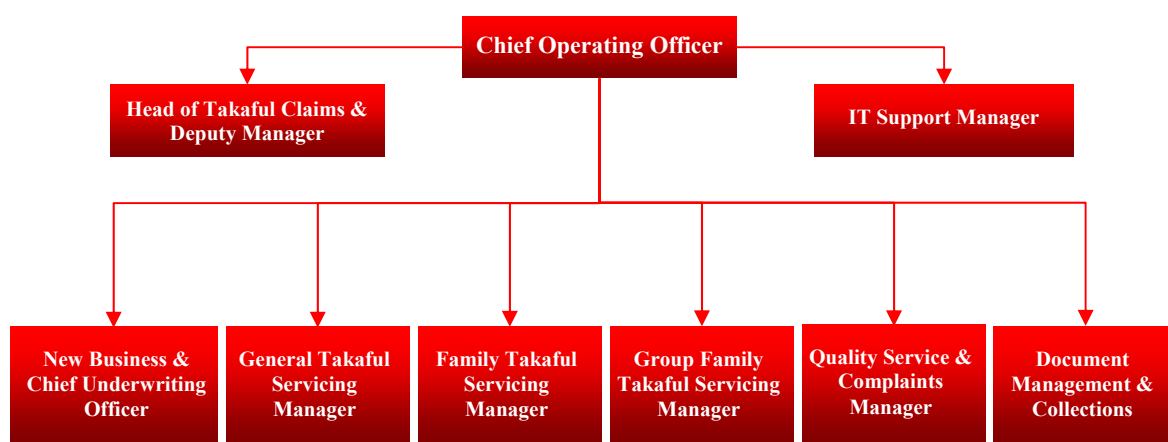 Chief Operating Officer
Head of Takaful Claims &
Deputy Manager
IT Support Manager
New Business &
Chief Underwriting
Officer
General Takaful
Servicing
Manager
Family Takaful
Servicing
Manager
Group Family
Takaful Servicing
Manager
Quality Service &
Complaints
Manager
Document
Management &
Collections